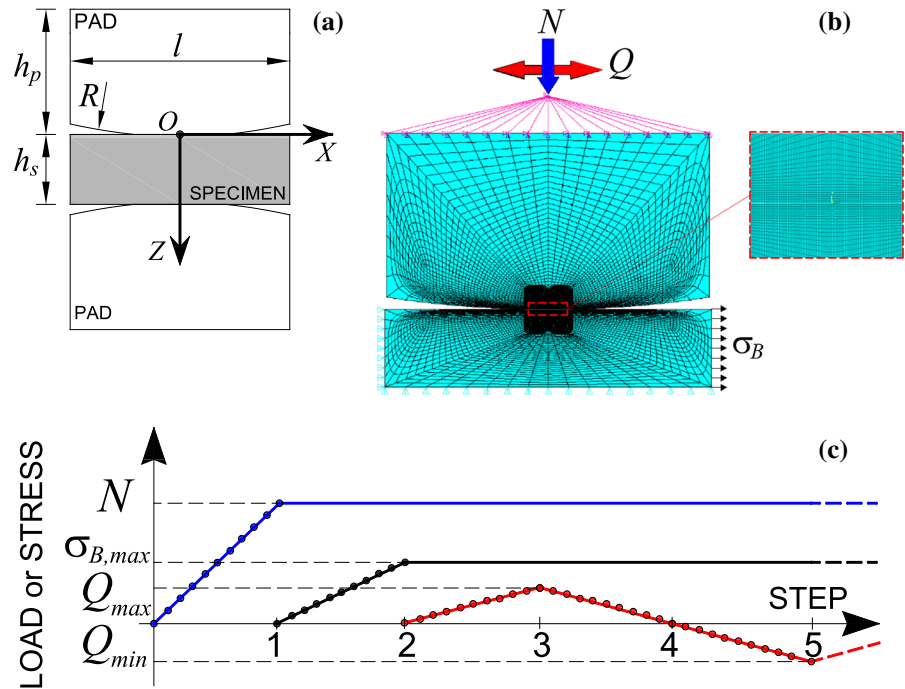 PAD
(a)
l
h_p
R
O
X
h_s
SPECIMEN
Z
PAD
N
(b)
Q
σ_B
(c)
LOAD or STRESS
N
σ_B,max
Q_max
STEP
Q_min
1
2
3
4
5